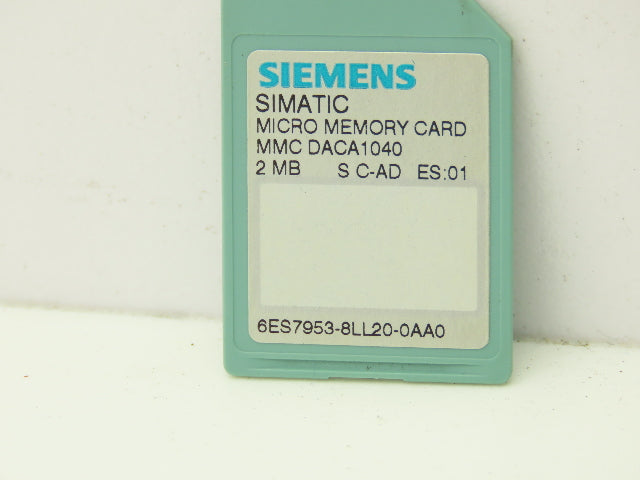 SIEMENS
SIMATIC
MICRO MEMORY CARD
MMC DACA1040
2 MB S C-AD ES:01
6ES7953-8LL20-0AA0